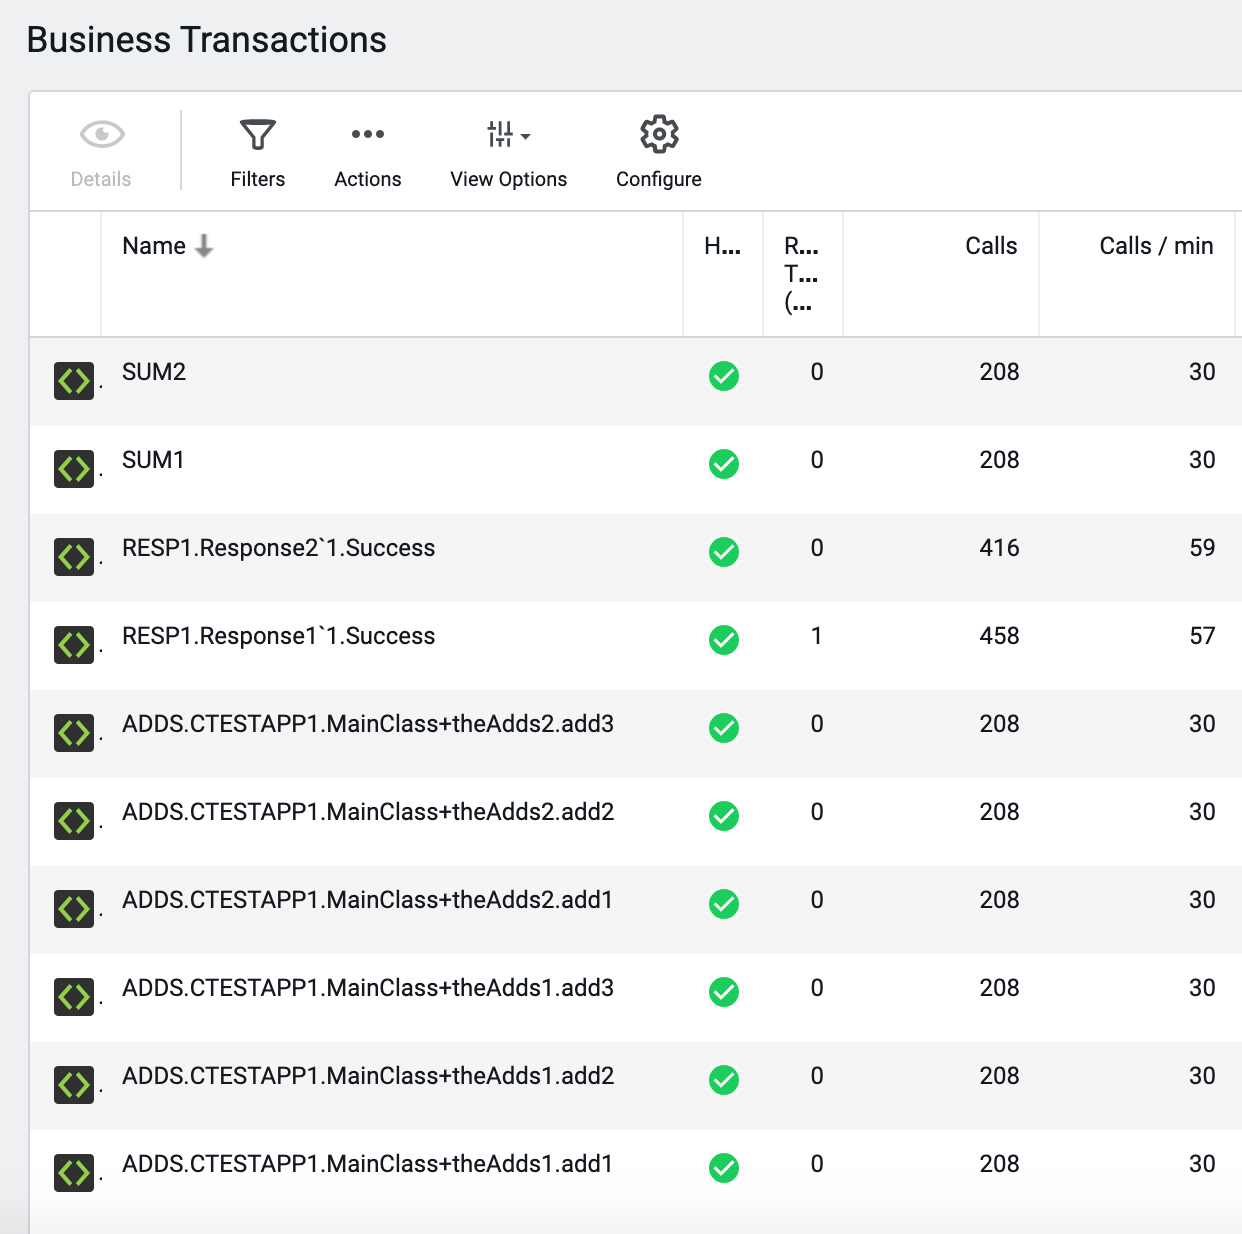 Business Transactions
Details Filters Actions View Options Configure
Name H... R... T... (... Calls Calls / min
SUM2 0 208 30
SUM1 0 208 30
RESP1.Response2`1.Success 0 416 59
RESP1.Response1`1.Success 1 458 57
ADDS.CTESTAPP1.MainClass+theAdds2.add3 0 208 30
ADDS.CTESTAPP1.MainClass+theAdds2.add2 0 208 30
ADDS.CTESTAPP1.MainClass+theAdds2.add1 0 208 30
ADDS.CTESTAPP1.MainClass+theAdds1.add3 0 208 30
ADDS.CTESTAPP1.MainClass+theAdds1.add2 0 208 30
ADDS.CTESTAPP1.MainClass+theAdds1.add1 0 208 30